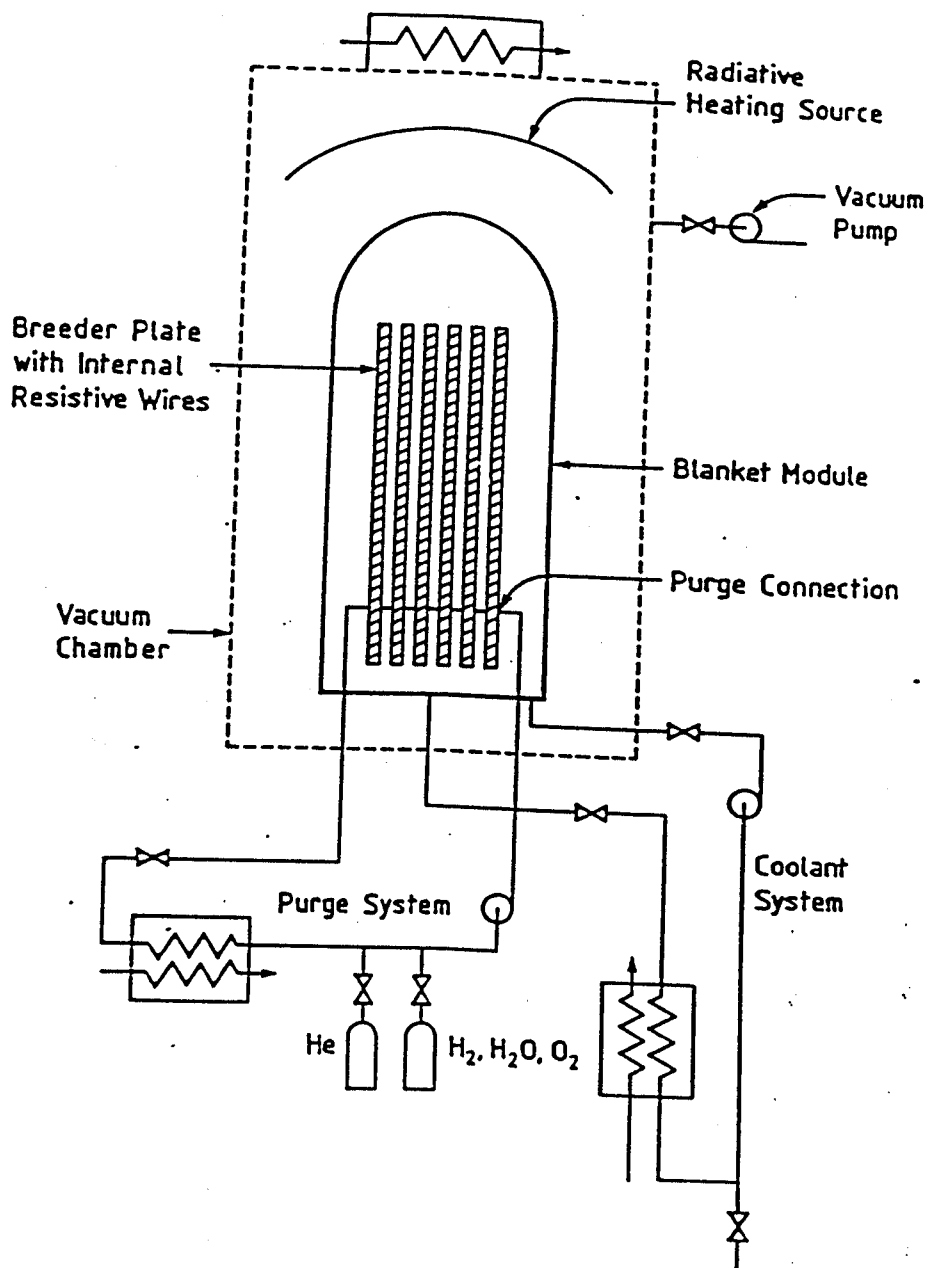 Radiative
Heating Source
Vacuum
Pump
Breeder Plate
with Internal
Resistive Wires
Blanket Module
Purge Connection
Vacuum
Chamber
Purge System
Coolant
System
He
H₂, H₂O, O₂